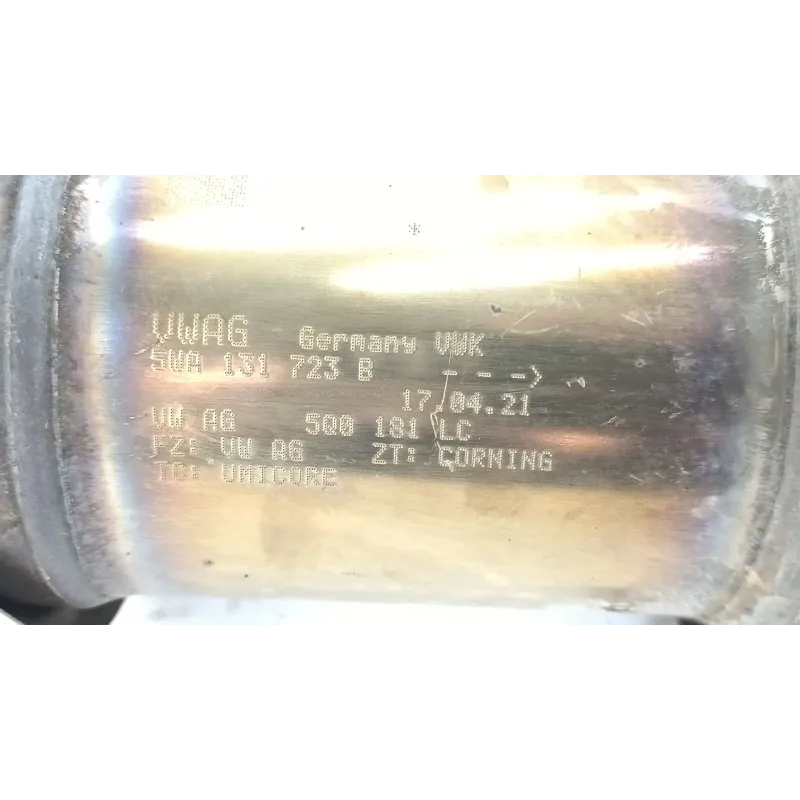 VWAG Germany VWK
5WA 131 723 B - - ->
17.04.21
VW AG 5Q0 181 LC
FZ: VW AG ZT: CORNING
TC: UMICORE